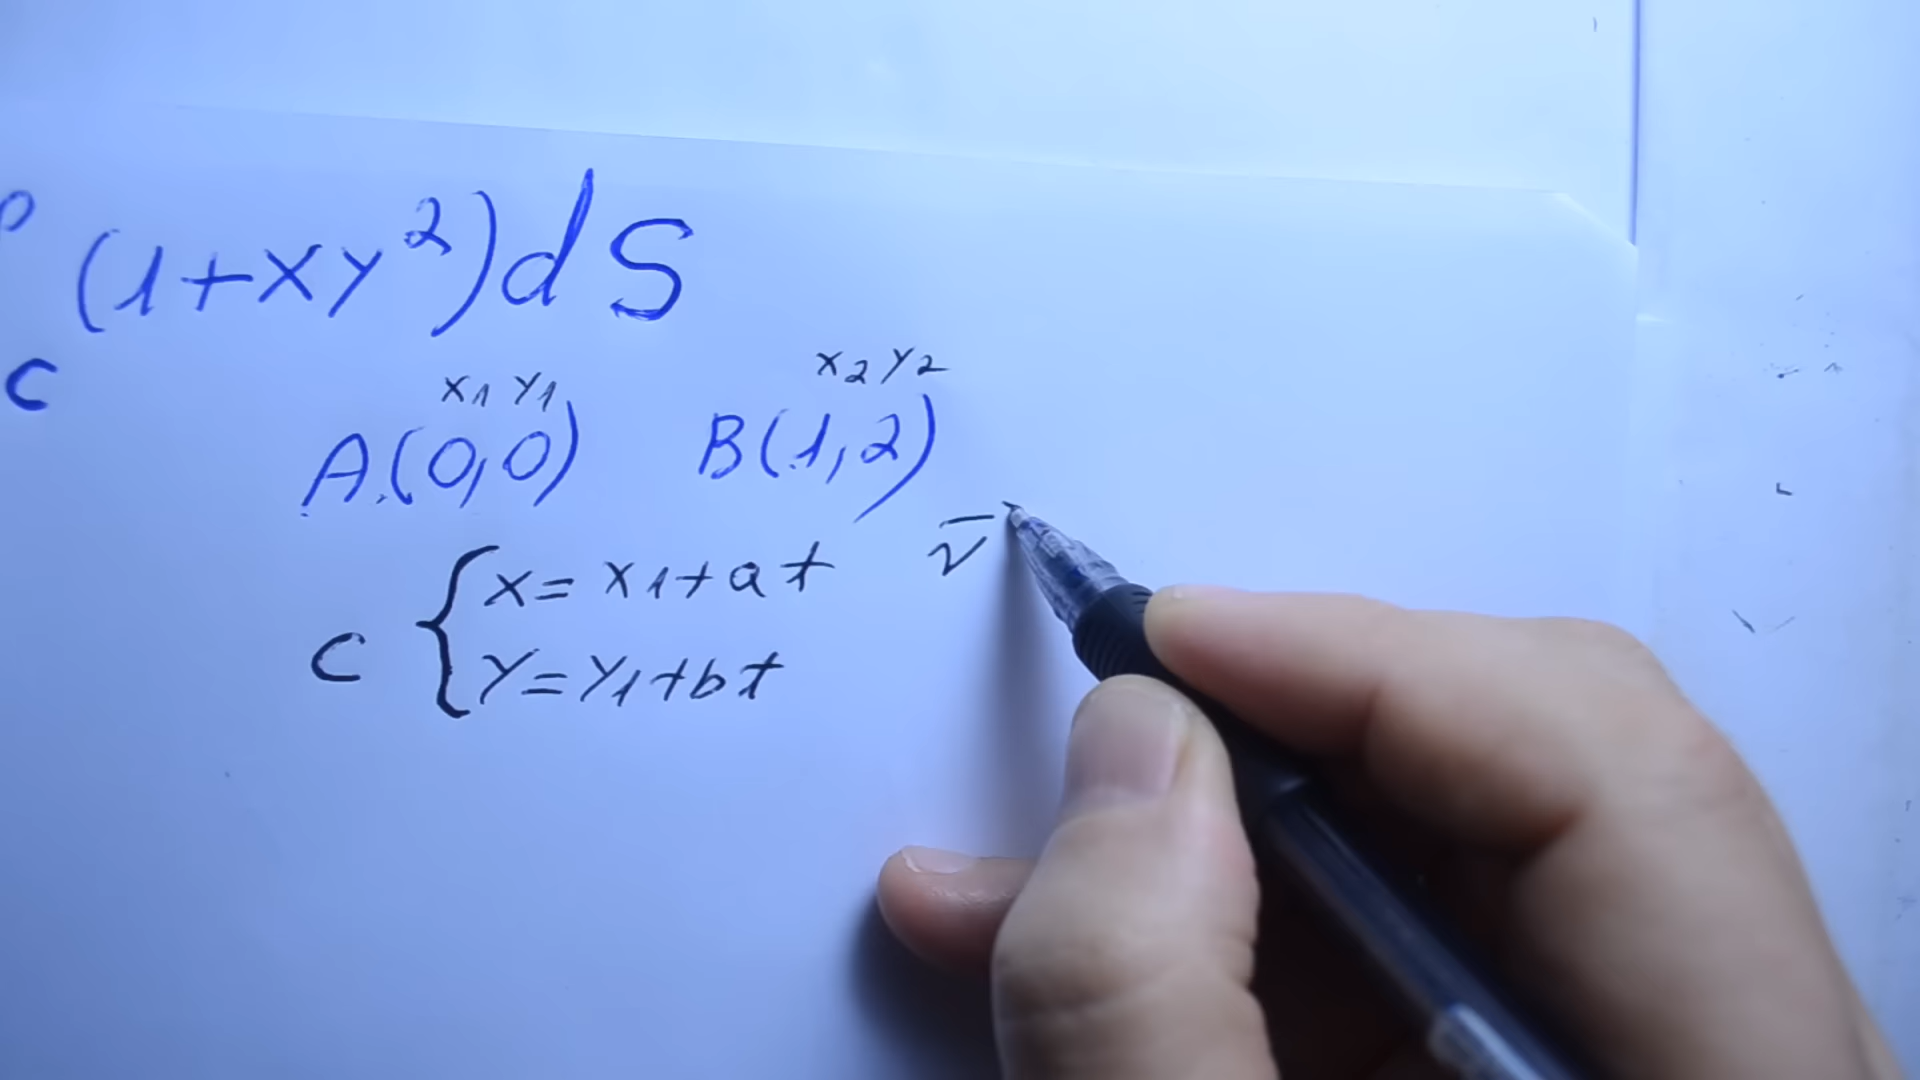 ∫ (1+xy²)dS
C
x1 y1 x2 y2
A.(0,0) B(1,2)
v̅
C { x= x1+at
y=y1+bt